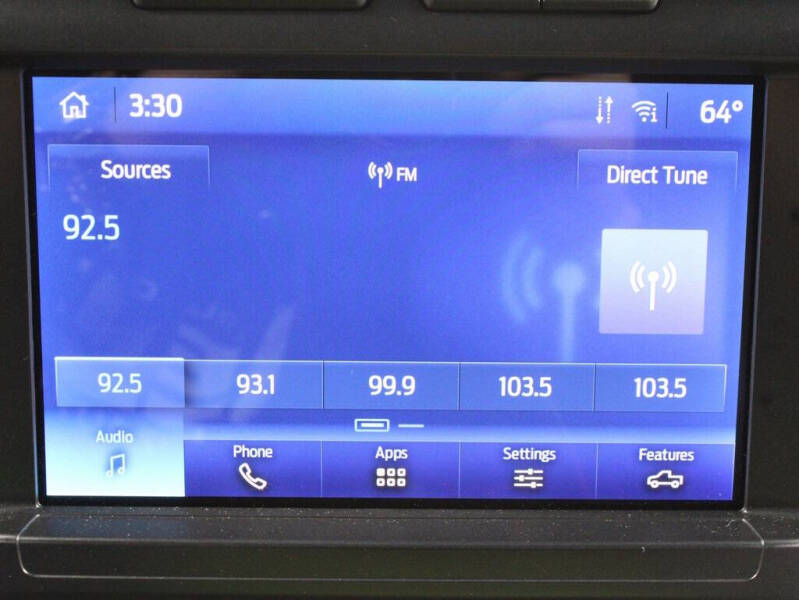 3:30
64°
Sources
FM
Direct Tune
92.5
92.5 93.1 99.9 103.5 103.5
Audio Phone Apps Settings Features